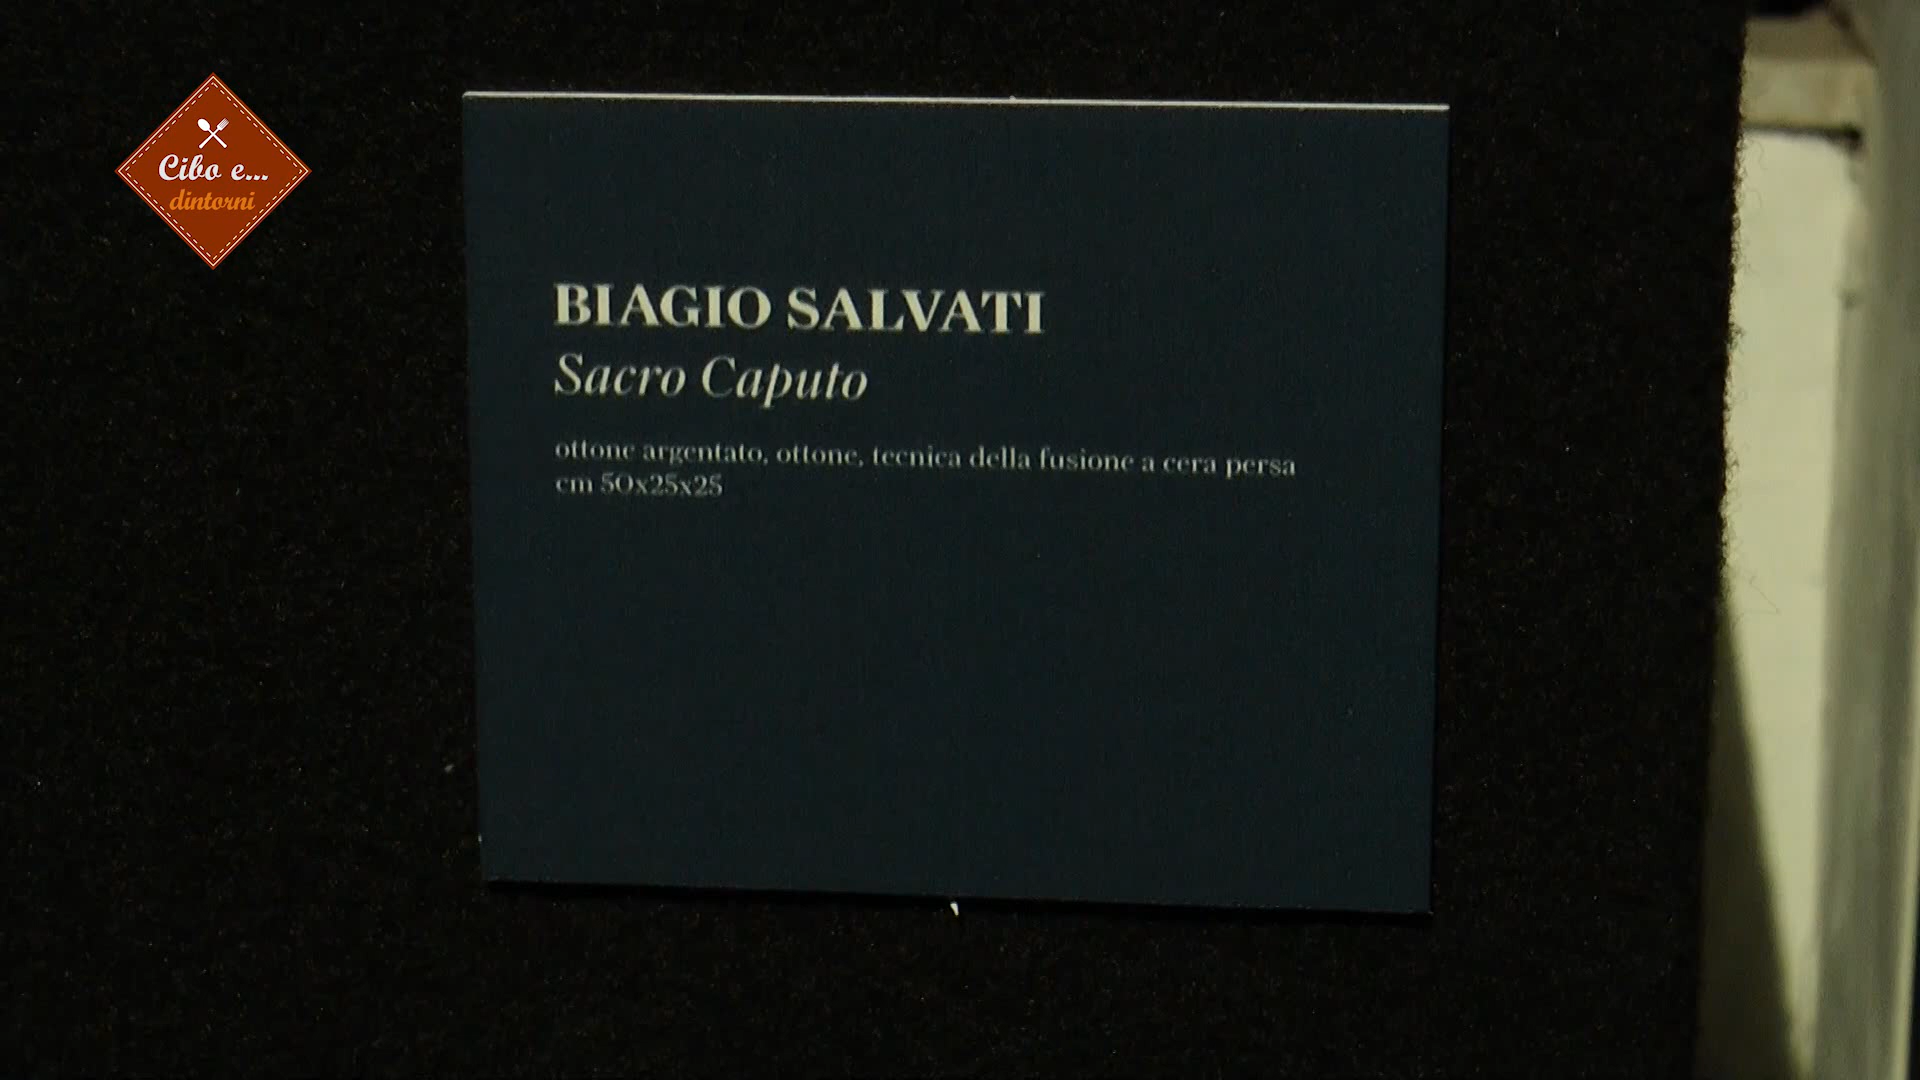 Cibo e...
dintorni
BIAGIO SALVATI
Sacro Caputo
ottone argentato, ottone, tecnica della fusione a cera persa
cm 50x25x25